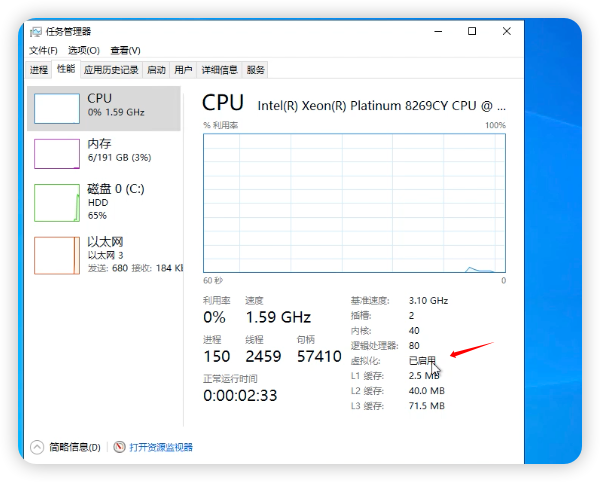 任务管理器
文件(F) 选项(O) 查看(V)
进程 性能 应用历史记录 启动 用户 详细信息 服务
CPU
0% 1.59 GHz
内存
6/191 GB (3%)
磁盘 0 (C:)
HDD
65%
以太网
以太网 3
发送: 680 接收: 184 Kl
CPU Intel(R) Xeon(R) Platinum 8269CY CPU @ ...
% 利用率 100%
60 秒 0
利用率 速度
0% 1.59 GHz
进程 线程 句柄
150 2459 57410
正常运行时间
0:00:02:33
基准速度: 3.10 GHz
插槽: 2
内核: 40
逻辑处理器: 80
虚拟化: 已启用
L1 缓存: 2.5 MB
L2 缓存: 40.0 MB
L3 缓存: 71.5 MB
简略信息(D) 打开资源监视器